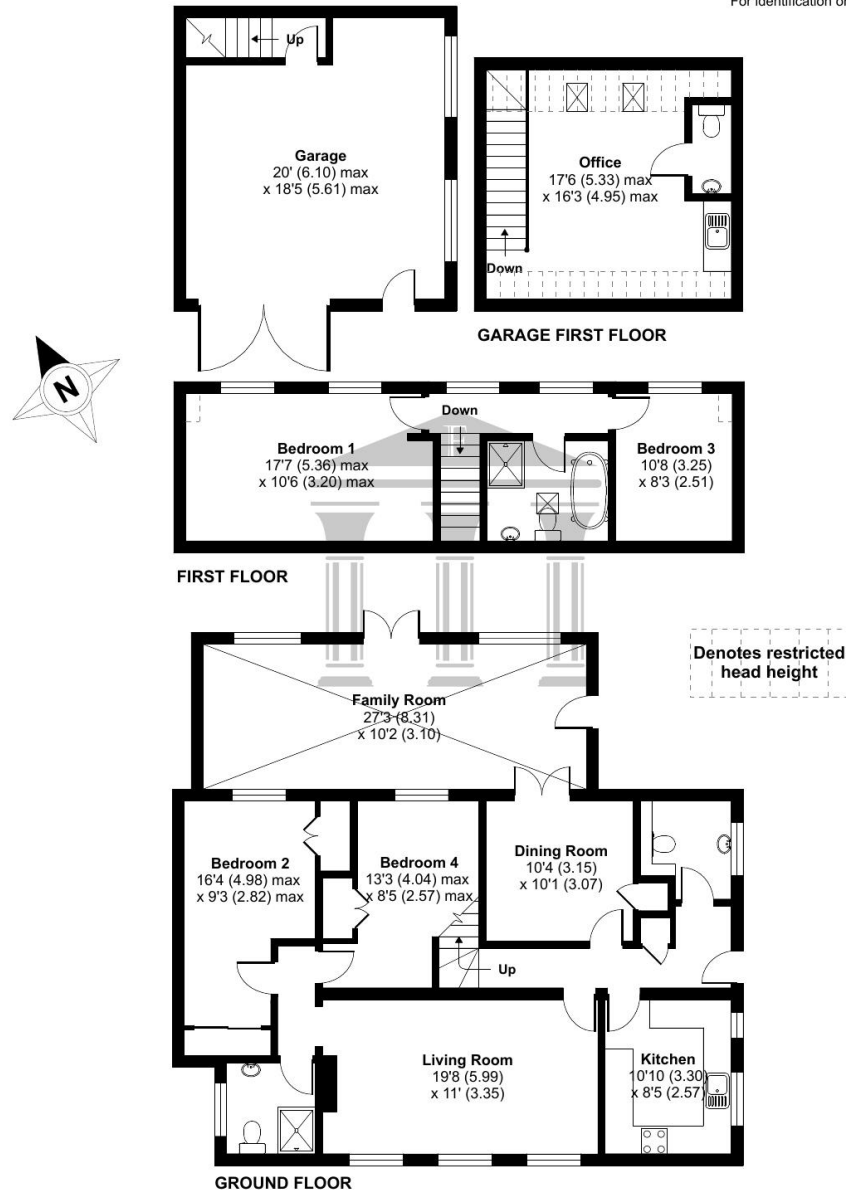 For identification on
Up
Garage
20' (6.10) max
x 18'5 (5.61) max
Office
17'6 (5.33) max
x 16'3 (4.95) max
Down
GARAGE FIRST FLOOR
N
Down
Bedroom 1
17'7 (5.36) max
x 10'6 (3.20) max
Bedroom 3
10'8 (3.25)
x 8'3 (2.51)
FIRST FLOOR
Denotes restricted
head height
Family Room
27'3 (8.31)
x 10'2 (3.10)
Bedroom 2
16'4 (4.98) max
x 9'3 (2.82) max
Bedroom 4
13'3 (4.04) max
x 8'5 (2.57) max
Dining Room
10'4 (3.15)
x 10'1 (3.07)
Up
Living Room
19'8 (5.99)
x 11' (3.35)
Kitchen
10'10 (3.30)
x 8'5 (2.57)
GROUND FLOOR